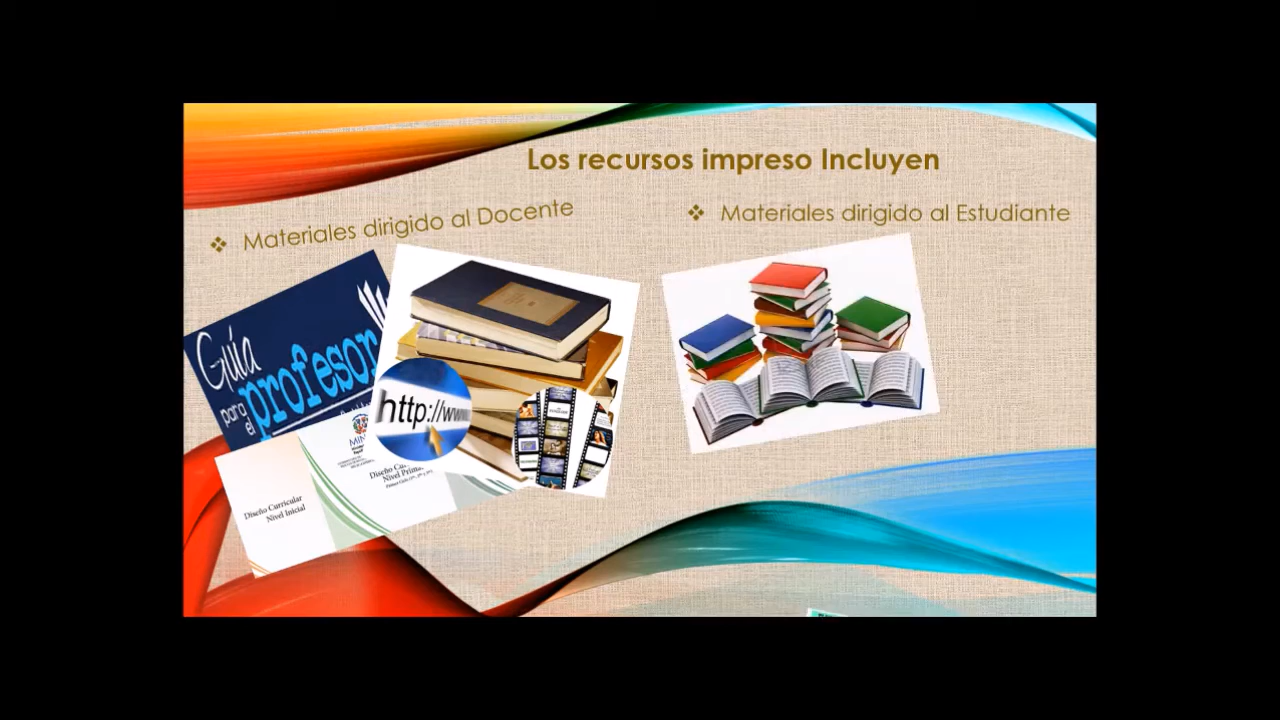 Los recursos impreso Incluyen
❖ Materiales dirigido al Docente
❖ Materiales dirigido al Estudiante
Guía
para el
profesor
http://www.
MIN
Diseño Curricular
Nivel Inicial
Diseño Cu
Nivel Prima